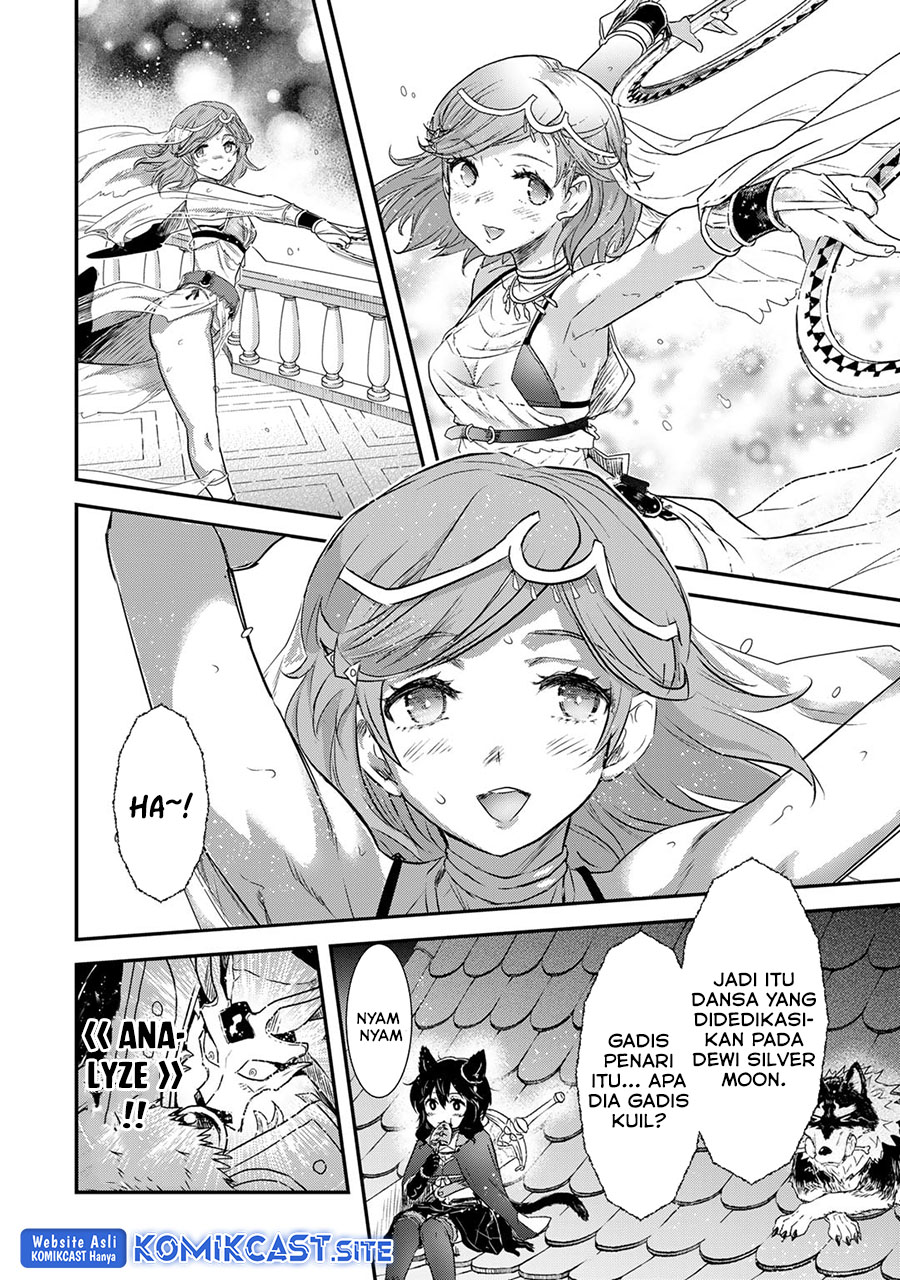 HA~!
JADI ITU
DANSA YANG
DIDEDIKASI-
KAN PADA
DEWI SILVER
MOON.
GADIS
PENARI
ITU... APA
DIA GADIS
KUIL?
NYAM
NYAM
《 ANA-
LYZE 》
!!
Website Asli
KOMIKCAST Hanya
KOMIKCAST.SITE